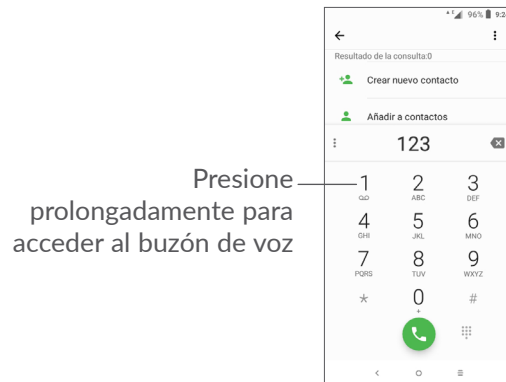 96% 9:24
Resultado de la consulta:0
Crear nuevo contacto
Añadir a contactos
123
Presione
prolongadamente para
acceder al buzón de voz
1 2 3
ABC DEF
4 5 6
GHI JKL MNO
7 8 9
PQRS TUV WXYZ
* 0 #
+